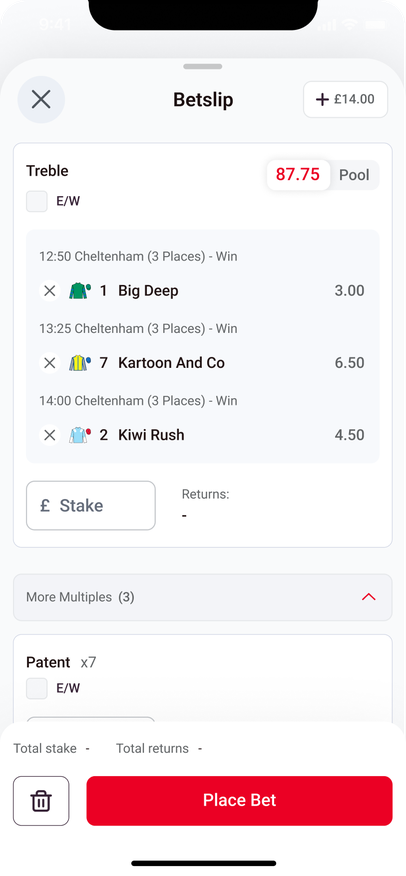 9:41
Betslip
+ £14.00
Treble
87.75 Pool
E/W
12:50 Cheltenham (3 Places) - Win
1 Big Deep 3.00
13:25 Cheltenham (3 Places) - Win
7 Kartoon And Co 6.50
14:00 Cheltenham (3 Places) - Win
2 Kiwi Rush 4.50
£ Stake
Returns:
-
More Multiples (3)
Patent x7
E/W
Total stake - Total returns -
Place Bet